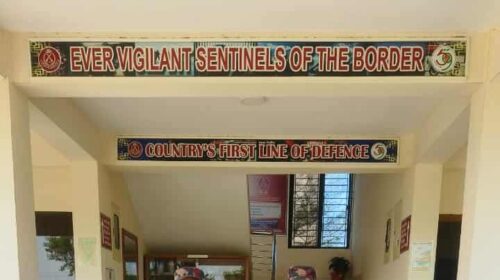 EVER VIGILANT SENTINELS OF THE BORDER
COUNTRY'S FIRST LINE OF DEFENCE